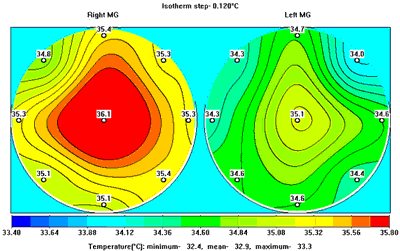 Isotherm step- 0.120°C
Right MG Left MG
35.4 34.7
34.8 35.3 34.3 34.0
35.3 36.1 35.3 34.3 35.1 34.6
35.1 35.1 34.6 34.6
35.1 34.6
33.40 33.64 33.88 34.12 34.36 34.60 34.84 35.08 35.32 35.56 35.80
Temperature[°C]: minimum- 32.4, mean- 32.9, maximum- 33.3